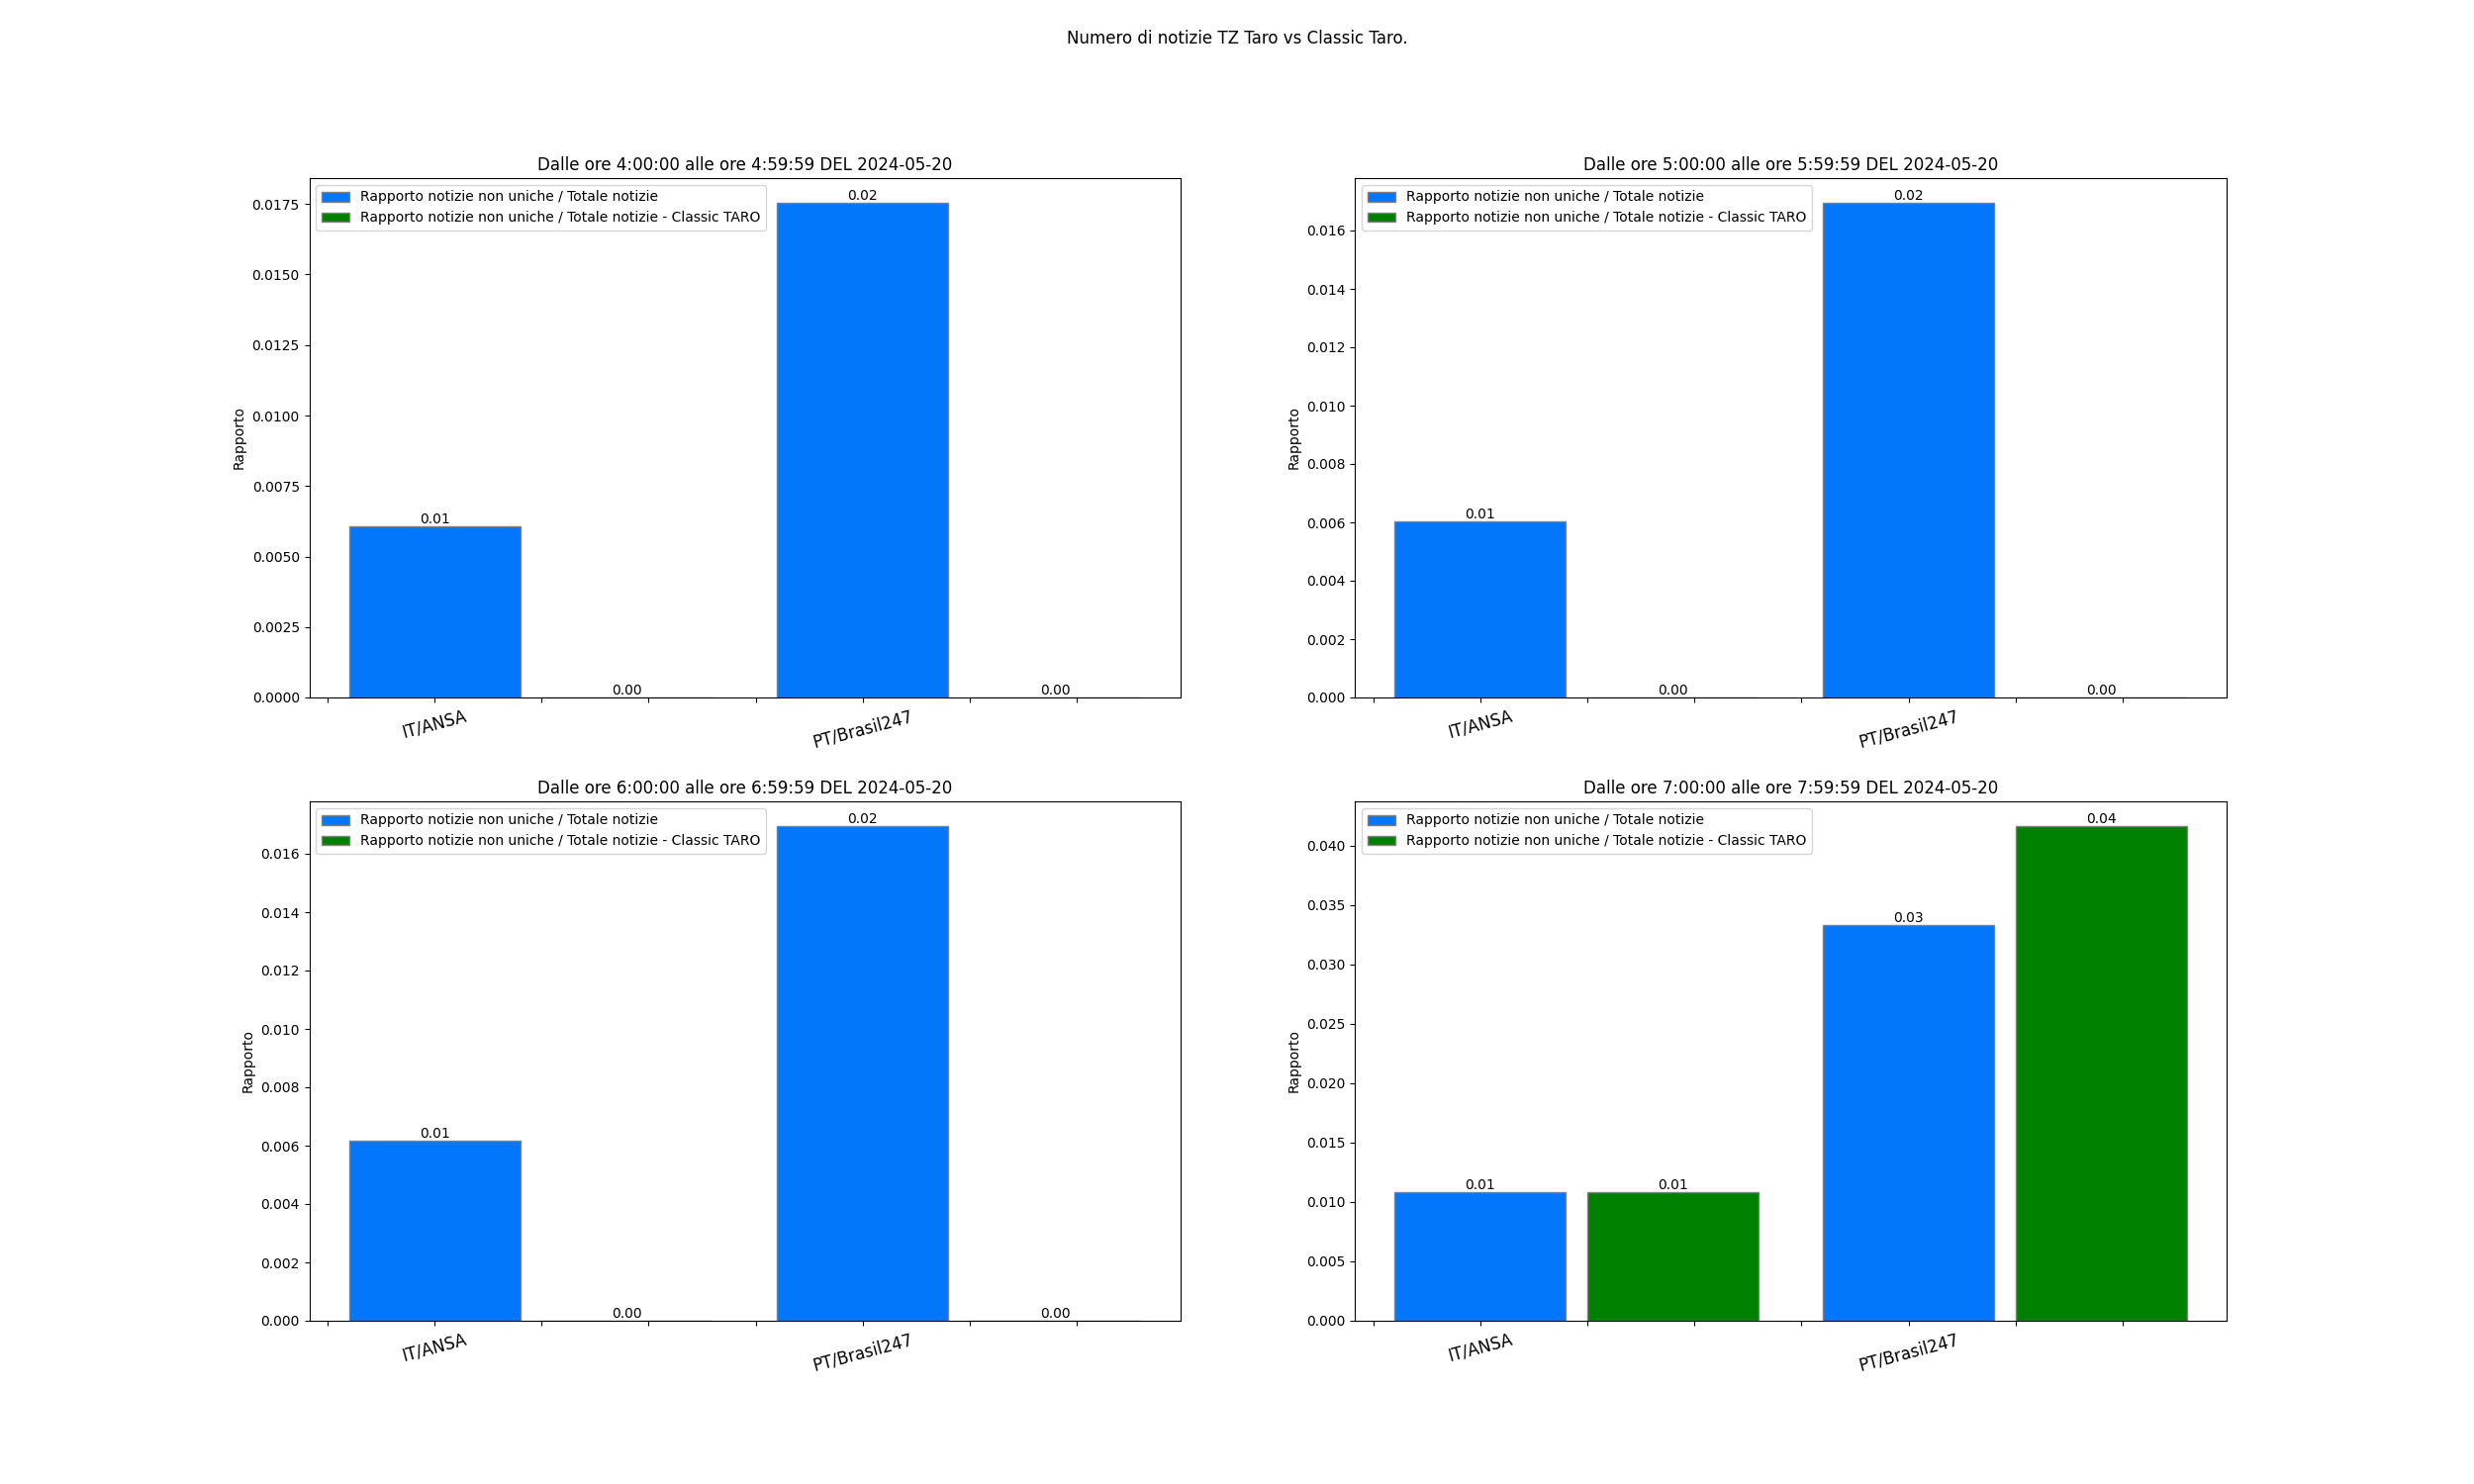 Numero di notizie TZ Taro vs Classic Taro.
Dalle ore 4:00:00 alle ore 4:59:59 DEL 2024-05-20
Rapporto notizie non uniche / Totale notizie
Rapporto notizie non uniche / Totale notizie - Classic TARO
0.0175
0.0150
0.0125
0.0100
0.0075
0.0050
0.0025
0.0000
Rapporto
0.01
0.00
0.02
0.00
IT/ANSA
PT/Brasil247
Dalle ore 5:00:00 alle ore 5:59:59 DEL 2024-05-20
Rapporto notizie non uniche / Totale notizie
Rapporto notizie non uniche / Totale notizie - Classic TARO
0.016
0.014
0.012
0.010
0.008
0.006
0.004
0.002
0.000
Rapporto
0.01
0.00
0.02
0.00
IT/ANSA
PT/Brasil247
Dalle ore 6:00:00 alle ore 6:59:59 DEL 2024-05-20
Rapporto notizie non uniche / Totale notizie
Rapporto notizie non uniche / Totale notizie - Classic TARO
0.016
0.014
0.012
0.010
0.008
0.006
0.004
0.002
0.000
Rapporto
0.01
0.00
0.02
0.00
IT/ANSA
PT/Brasil247
Dalle ore 7:00:00 alle ore 7:59:59 DEL 2024-05-20
Rapporto notizie non uniche / Totale notizie
Rapporto notizie non uniche / Totale notizie - Classic TARO
0.040
0.035
0.030
0.025
0.020
0.015
0.010
0.005
0.000
Rapporto
0.01
0.01
0.03
0.04
IT/ANSA
PT/Brasil247